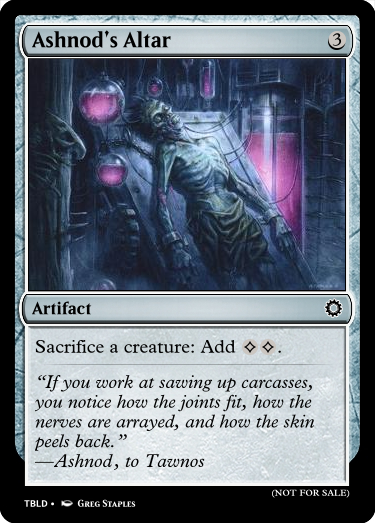 Ashnod's Altar 3
Artifact
Sacrifice a creature: Add ◇◇.
“If you work at sawing up carcasses,
you notice how the joints fit, how the
nerves are arrayed, and how the skin
peels back.”
—Ashnod, to Tawnos
(NOT FOR SALE)
TBLD • Greg Staples